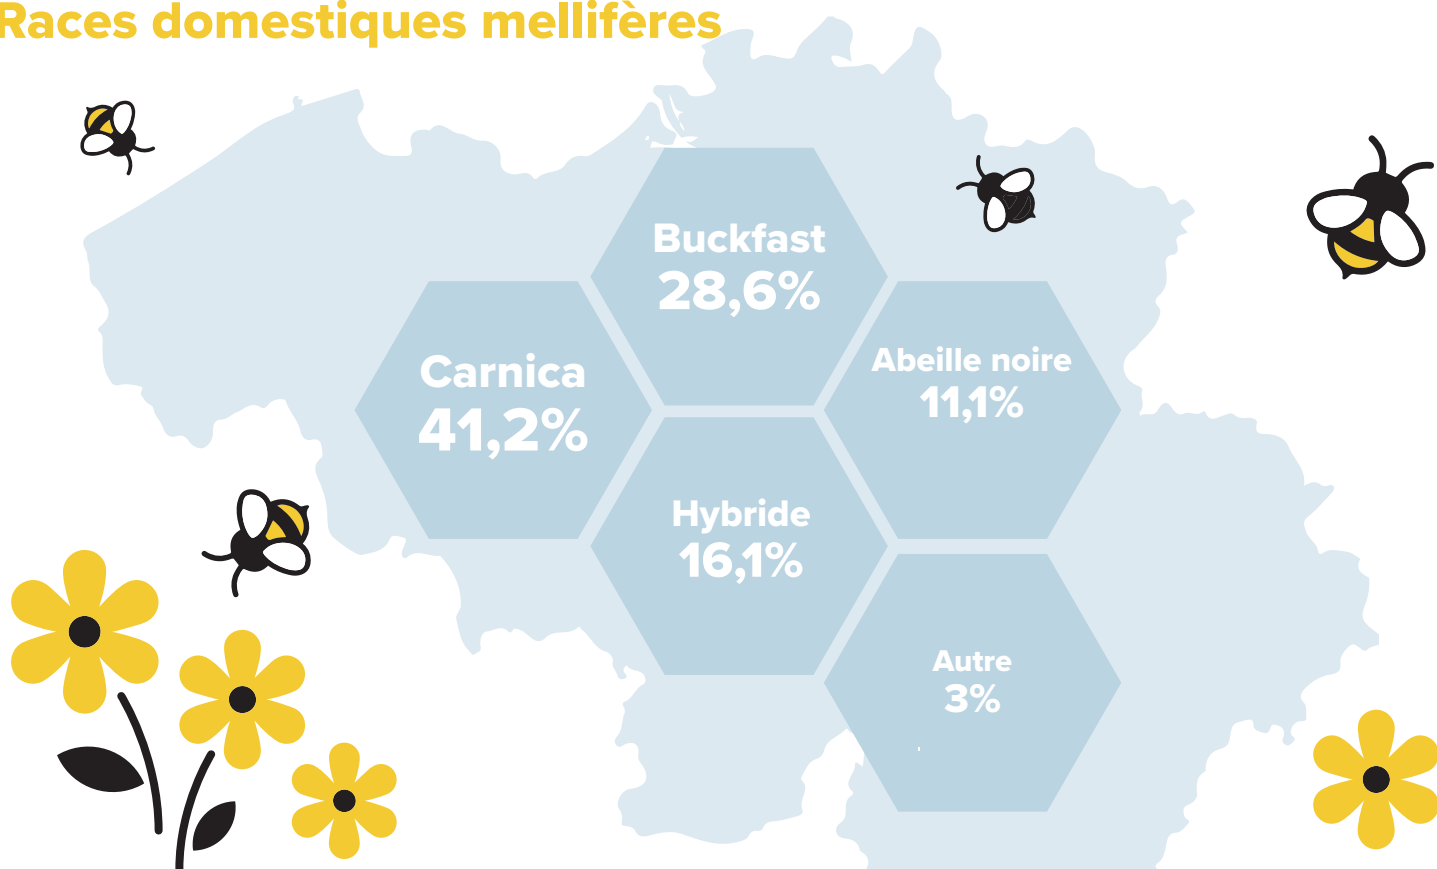 Races domestiques mellifères
Buckfast
28,6%
Carnica
41,2%
Abeille noire
11,1%
Hybride
16,1%
Autre
3%